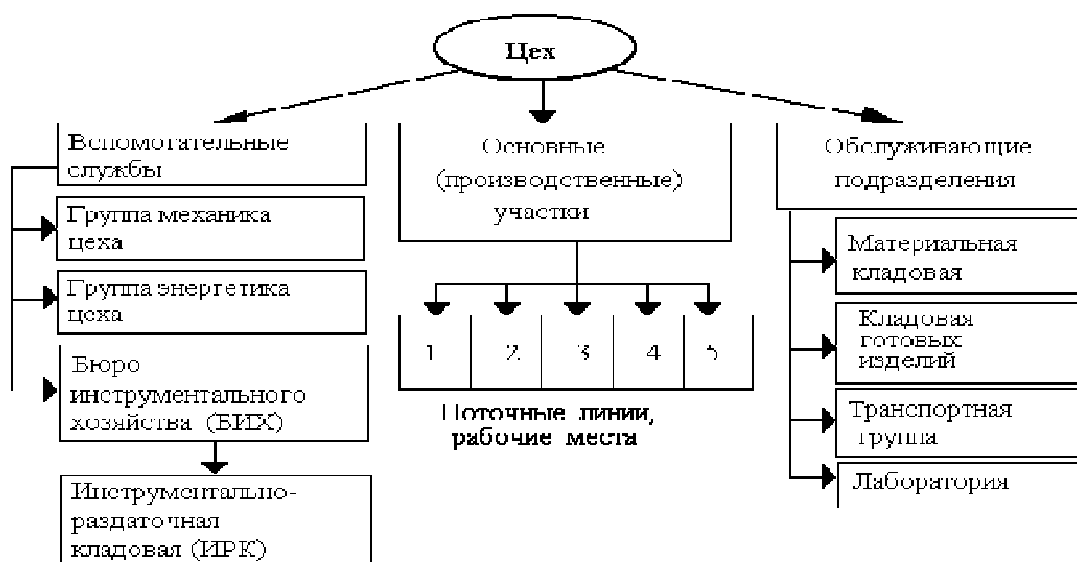 Цех
Вспомогательные
службы
Группа механика
цеха
Группа энергетика
цеха
Бюро
инструментального
хозяйства (БИХ)
Инструментально-
раздаточная
кладовая (ИРК)
Основные
(производственные)
участки
1 2 3 4 5
Поточные линии,
рабочие места
Обслуживающие
подразделения
Материальная
кладовая
Кладовая
готовых
изделий
Транспортная
группа
Лаборатория